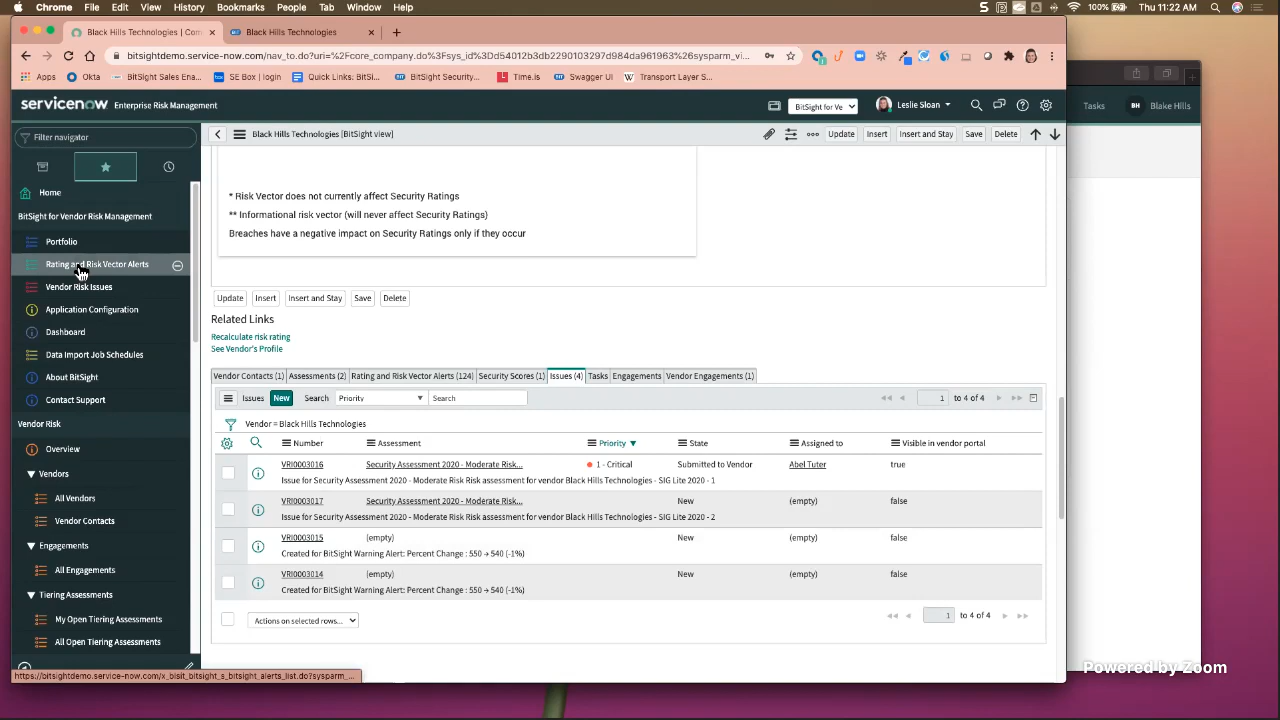 Chrome File Edit View History Bookmarks People Tab Window Help 100% Thu 11:22 AM
Black Hills Technologies | Com Black Hills Technologies
bitsightdemo.service-now.com/nav_to.do?uri=%2Fcore_company.do%3Fsys_id%3Dd54012b3db2290103297d984da961963%26sysparm_vi...
Apps Okta BitSight Sales Ena... SE Box | login Quick Links: BitSi... BitSight Security... Time.is Swagger UI Transport Layer S...
servicenow Enterprise Risk Management BitSight for Ve Leslie Sloan Tasks BH Blake Hills
Filter navigator
Black Hills Technologies [BitSight view] Update Insert Insert and Stay Save Delete
Home
BitSight for Vendor Risk Management
Portfolio
Rating and Risk Vector Alerts
Vendor Risk Issues
Application Configuration
Dashboard
Data Import Job Schedules
About BitSight
Contact Support
Vendor Risk
Overview
Vendors
All Vendors
Vendor Contacts
Engagements
All Engagements
Tiering Assessments
My Open Tiering Assessments
All Open Tiering Assessments
* Risk Vector does not currently affect Security Ratings
** Informational risk vector (will never affect Security Ratings)
Breaches have a negative impact on Security Ratings only if they occur
Update Insert Insert and Stay Save Delete
Related Links
Recalculate risk rating
See Vendor's Profile
Vendor Contacts (1) Assessments (2) Rating and Risk Vector Alerts (124) Security Scores (1) Issues (4) Tasks Engagements Vendor Engagements (1)
Issues New Search Priority Search 1 to 4 of 4
Vendor = Black Hills Technologies
Number Assessment Priority State Assigned to Visible in vendor portal
VRI0003016 Security Assessment 2020 - Moderate Risk... 1 - Critical Submitted to Vendor Abel Tuter true
Issue for Security Assessment 2020 - Moderate Risk Risk assessment for vendor Black Hills Technologies - SIG Lite 2020 - 1
VRI0003017 Security Assessment 2020 - Moderate Risk... New (empty) false
Issue for Security Assessment 2020 - Moderate Risk Risk assessment for vendor Black Hills Technologies - SIG Lite 2020 - 2
VRI0003015 (empty) New (empty) false
Created for BitSight Warning Alert: Percent Change : 550 → 540 (-1%)
VRI0003014 (empty) New (empty) false
Created for BitSight Warning Alert: Percent Change : 550 → 540 (-1%)
Actions on selected rows... 1 to 4 of 4
https://bitsightdemo.service-now.com/x_bisit_bitsight_s_bitsight_alerts_list.do?sysparm_...
Powered by Zoom